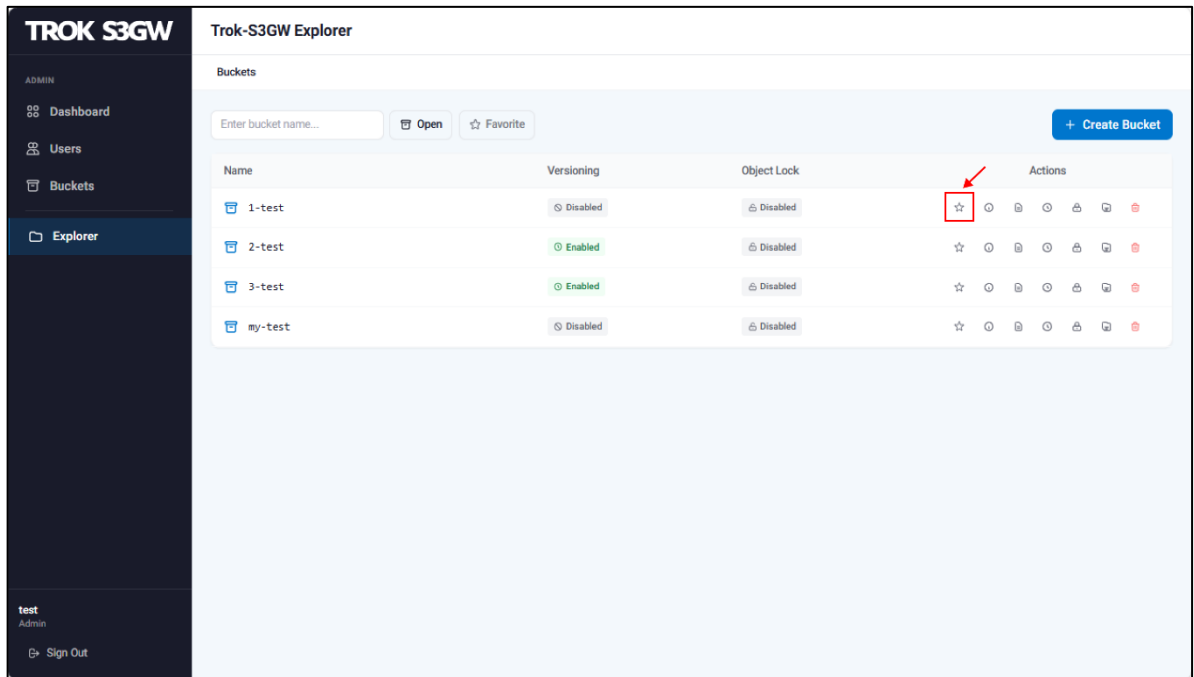 TROK S3GW
Trok-S3GW Explorer
ADMIN
Dashboard
Users
Buckets
Explorer
Buckets
Enter bucket name... Open Favorite + Create Bucket
Name Versioning Object Lock Actions
1-test Disabled Disabled
2-test Enabled Disabled
3-test Enabled Disabled
my-test Disabled Disabled
test
Admin
Sign Out